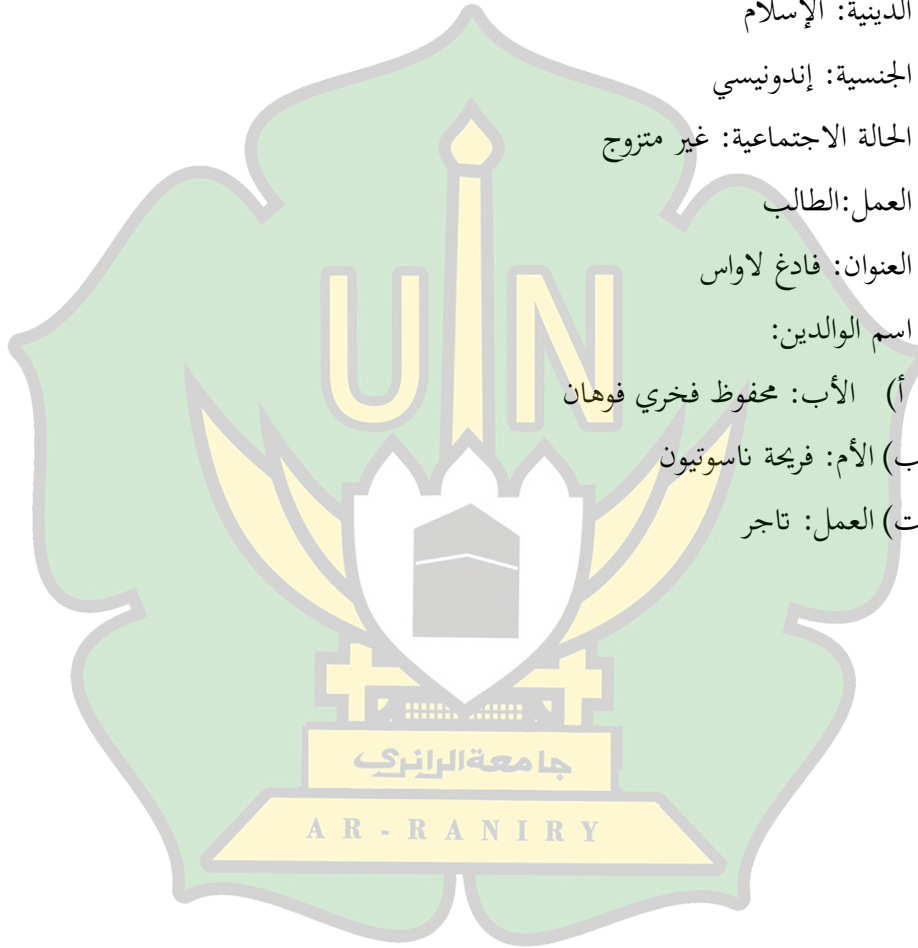 الدينية: الإسلام
الجنسية: إندونيسي
الحالة الاجتماعية: غير متزوج
العمل:الطالب
العنوان: فادغ لاواس
اسم الوالدين:
أ) الأب: محفوظ فخري فوهان
ب) الأم: فريحة ناسوتيون
ت) العمل: تاجر
UIN
جامعة الرانري
AR-RANIRY